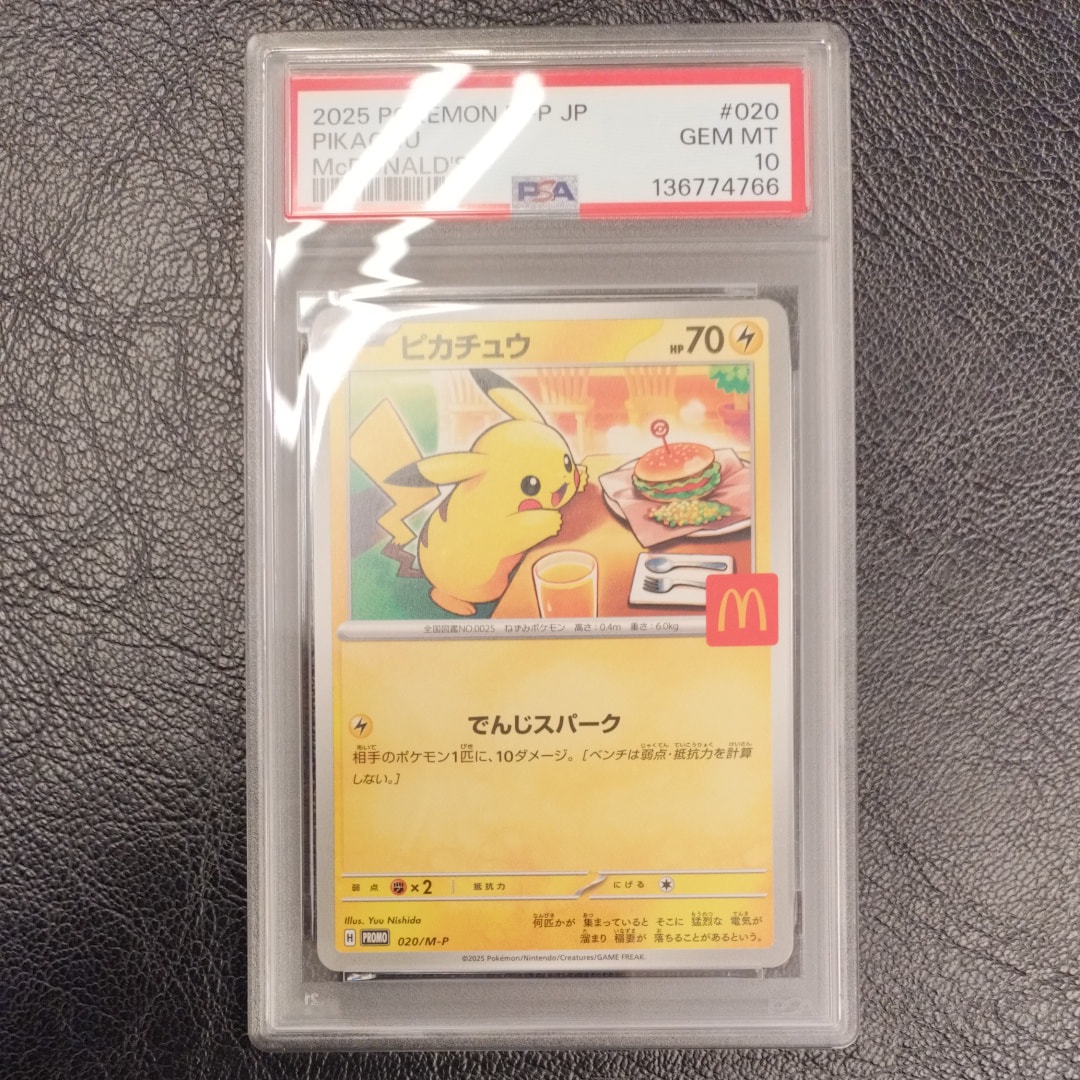 2025 POKEMON M-P JP #020
PIKACHU GEM MT
McDONALD'S 10
PSA 136774766
ピカチュウ HP 70
M
全国図鑑NO.0025 ねずみポケモン 高さ:0.4m 重さ:6.0kg
でんじスパーク
相手のポケモン1匹に、10ダメージ。[ベンチは弱点・抵抗力を計算
しない。]
弱点 ×2 抵抗力 にげる
Illus. Yuu Nishida
何匹かが 集まっていると そこに 猛烈な 電気が
溜まり 稲妻が 落ちることがあるという。
H PROMO 020/M-P
©2025 Pokémon/Nintendo/Creatures/GAME FREAK.